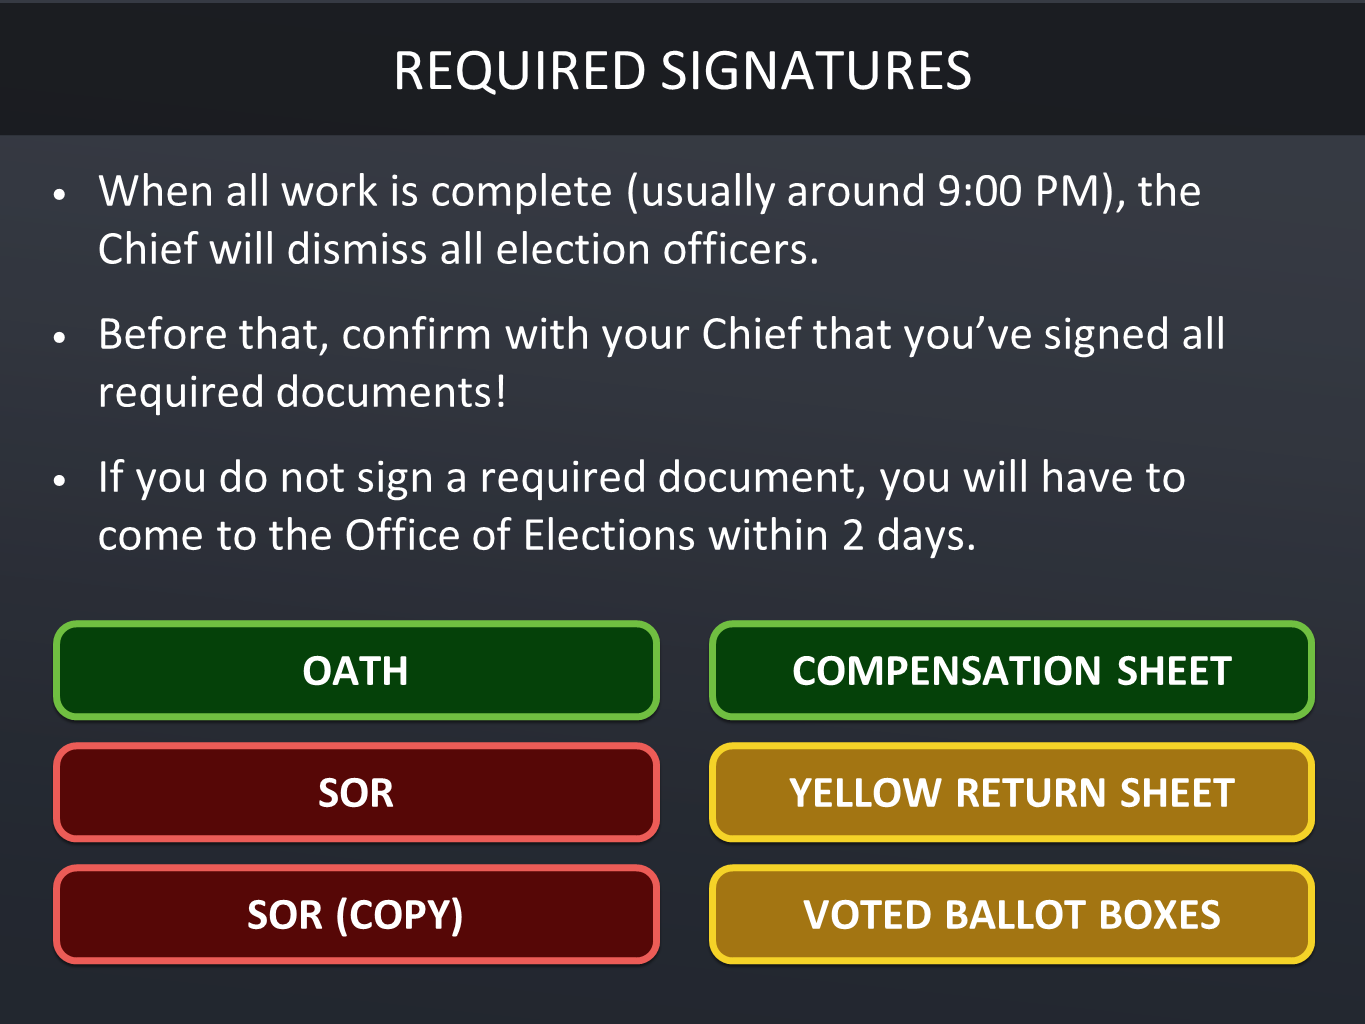 REQUIRED SIGNATURES
• When all work is complete (usually around 9:00 PM), the
Chief will dismiss all election officers.
• Before that, confirm with your Chief that you’ve signed all
required documents!
• If you do not sign a required document, you will have to
come to the Office of Elections within 2 days.
OATH
COMPENSATION SHEET
SOR
YELLOW RETURN SHEET
SOR (COPY)
VOTED BALLOT BOXES